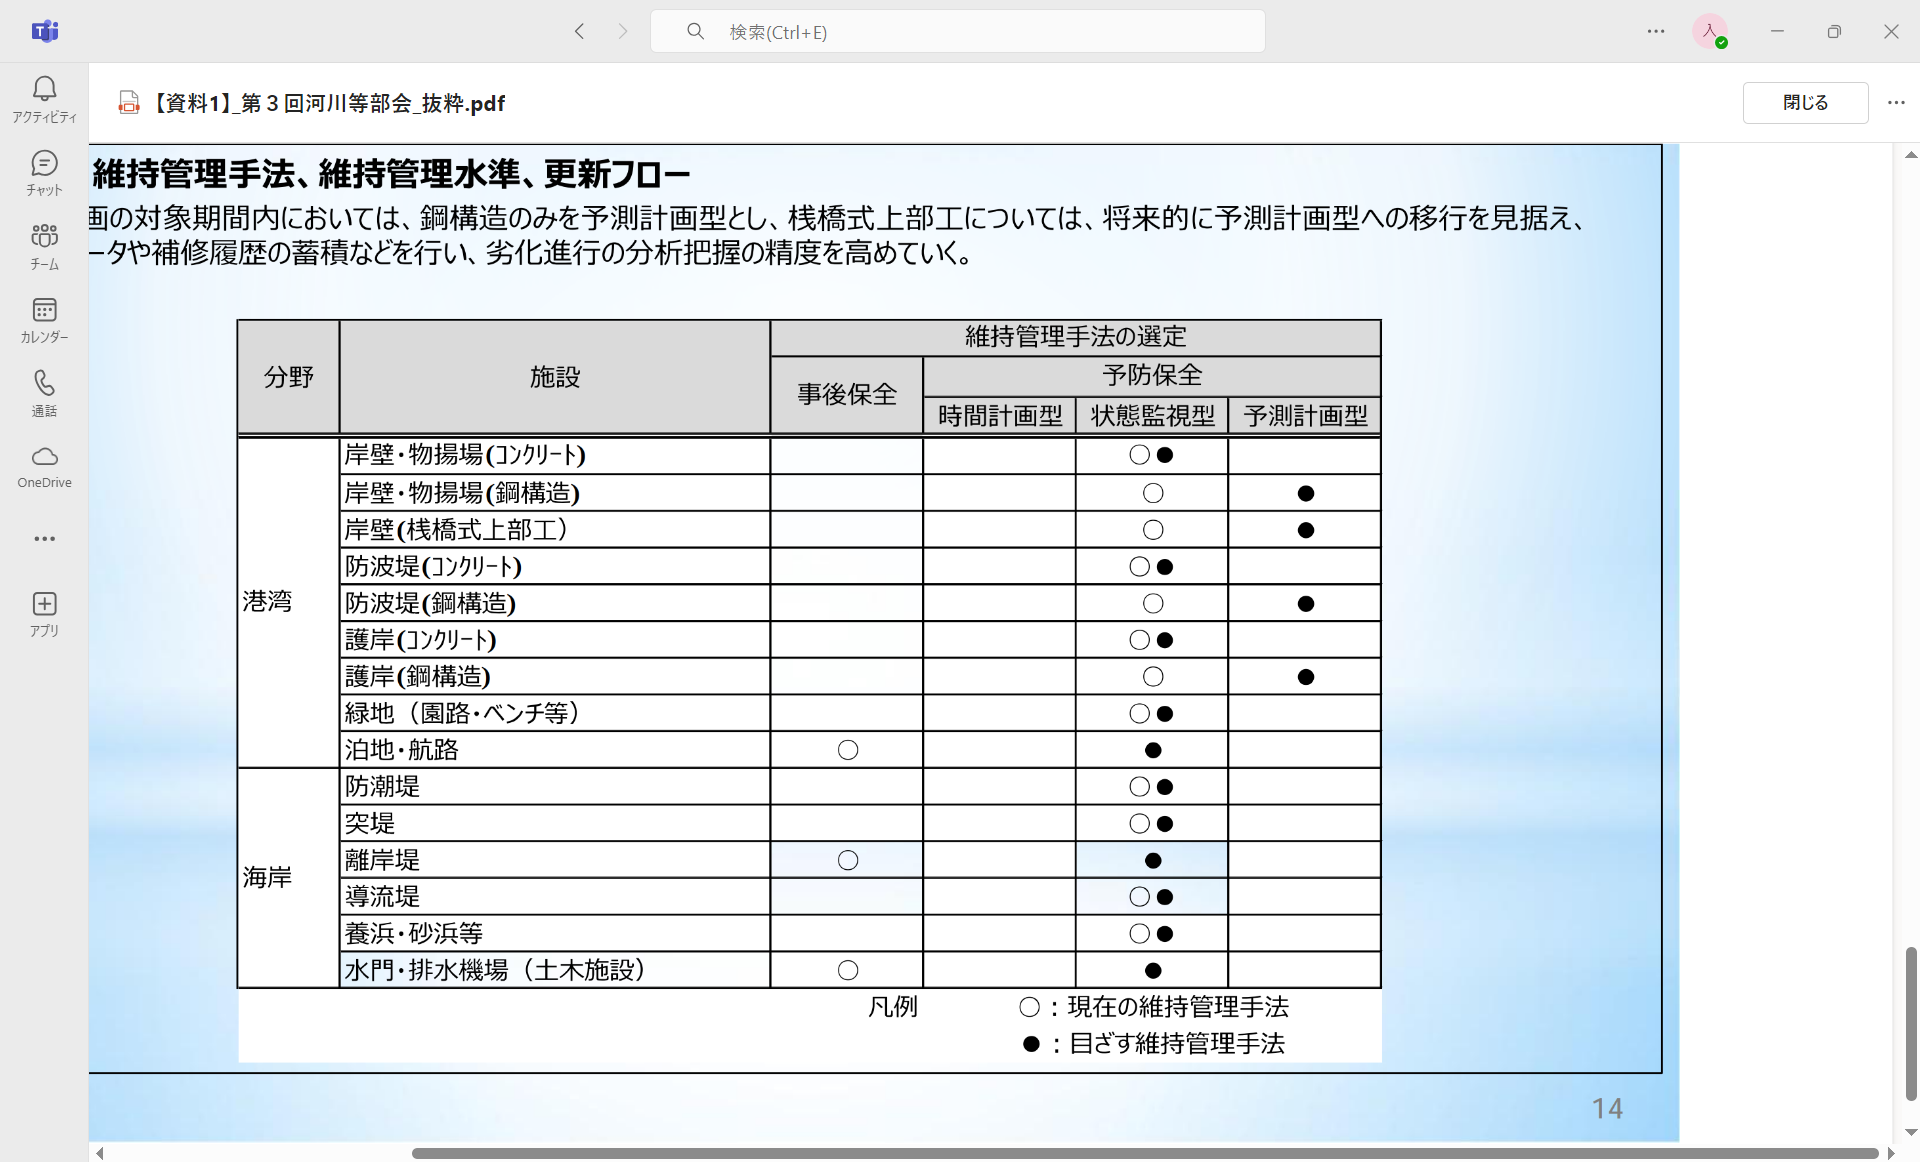 検索(Ctrl+E)
入
アクティビティ
チャット
チーム
カレンダー
通話
OneDrive
アプリ
【資料1】_第３回河川等部会_抜粋.pdf
閉じる
維持管理手法、維持管理水準、更新フロー
画の対象期間内においては、鋼構造のみを予測計画型とし、桟橋式上部工については、将来的に予測計画型への移行を見据え、
ータや補修履歴の蓄積などを行い、劣化進行の分析把握の精度を高めていく。
分野 施設 維持管理手法の選定
事後保全 予防保全
時間計画型 状態監視型 予測計画型
港湾
岸壁・物揚場(ｺﾝｸﾘｰﾄ) ○●
岸壁・物揚場(鋼構造) ○ ●
岸壁(桟橋式上部工） ○ ●
防波堤(ｺﾝｸﾘｰﾄ) ○●
防波堤(鋼構造) ○ ●
護岸(ｺﾝｸﾘｰﾄ) ○●
護岸(鋼構造) ○ ●
緑地（園路・ベンチ等） ○●
泊地・航路 ○ ●
海岸
防潮堤 ○●
突堤 ○●
離岸堤 ○ ●
導流堤 ○●
養浜・砂浜等 ○●
水門・排水機場（土木施設） ○ ●
凡例 ○：現在の維持管理手法
●：目ざす維持管理手法
14